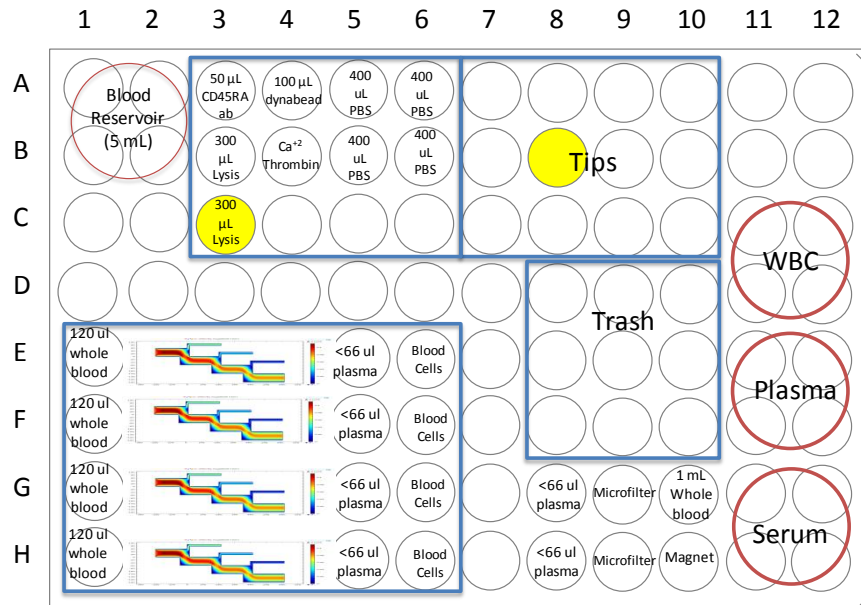 1 2 3 4 5 6 7 8 9 10 11 12
A
B
C
D
E
F
G
H
Blood
Reservoir
(5 mL)
50 µL
CD45RA
ab
100 µL
dynabead
400
uL
PBS
400
uL
PBS
300
µL
Lysis
Ca+2
Thrombin
400
uL
PBS
400
uL
PBS
Tips
300
µL
Lysis
WBC
Trash
120 ul
whole
blood
<66 ul
plasma
Blood
Cells
Plasma
120 ul
whole
blood
<66 ul
plasma
Blood
Cells
120 ul
whole
blood
<66 ul
plasma
Blood
Cells
<66 ul
plasma
Microfilter
1 mL
Whole
blood
Serum
120 ul
whole
blood
<66 ul
plasma
Blood
Cells
<66 ul
plasma
Microfilter
Magnet